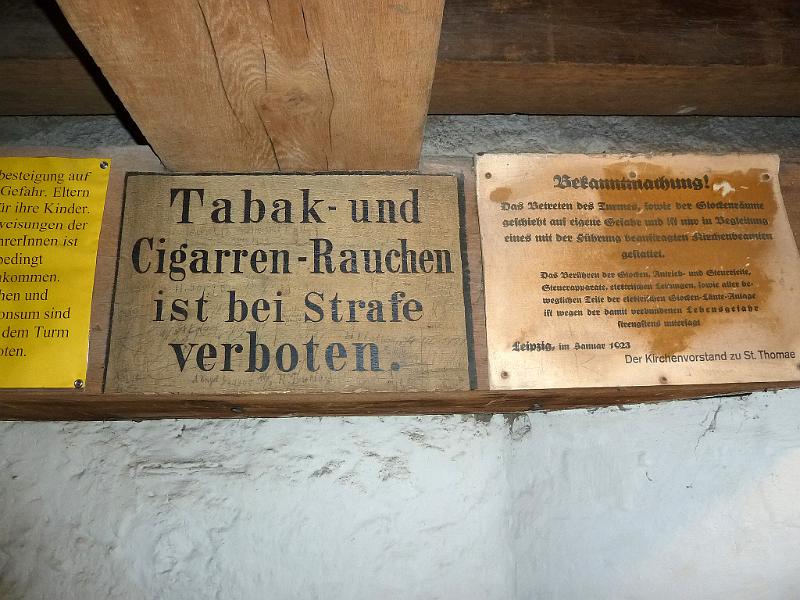 besteigung auf
Gefahr. Eltern
für ihre Kinder.
weisungen der
hrerInnen ist
bedingt
kommen.
hen und
onsum sind
dem Turm
oten.
Tabak- und
Cigarren-Rauchen
ist bei Strafe
verboten.
Bekanntmachung!
Das Betreten des Turmes, sowie der Glockenräume
geschieht auf eigene Gefahr und ist nur in Begleitung
eines mit der Führung beauftragten Kirchenbeamten
gestattet.
Das Berühren der Glocken, Antrieb- und Steuerteile,
Steuerapparate, elektrischen Leitungen, sowie aller be-
weglichen Teile der elektrischen Glocken-Läute-Anlage
ist wegen der damit verbundenen Lebensgefahr
strengstens untersagt
Leipzig, im Januar 1923
Der Kirchenvorstand zu St. Thomae